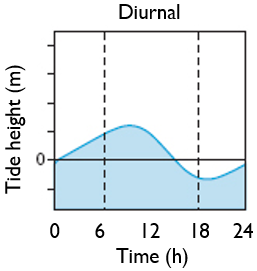 Diurnal
Tide height (m)
0
0 6 12 18 24
Time (h)